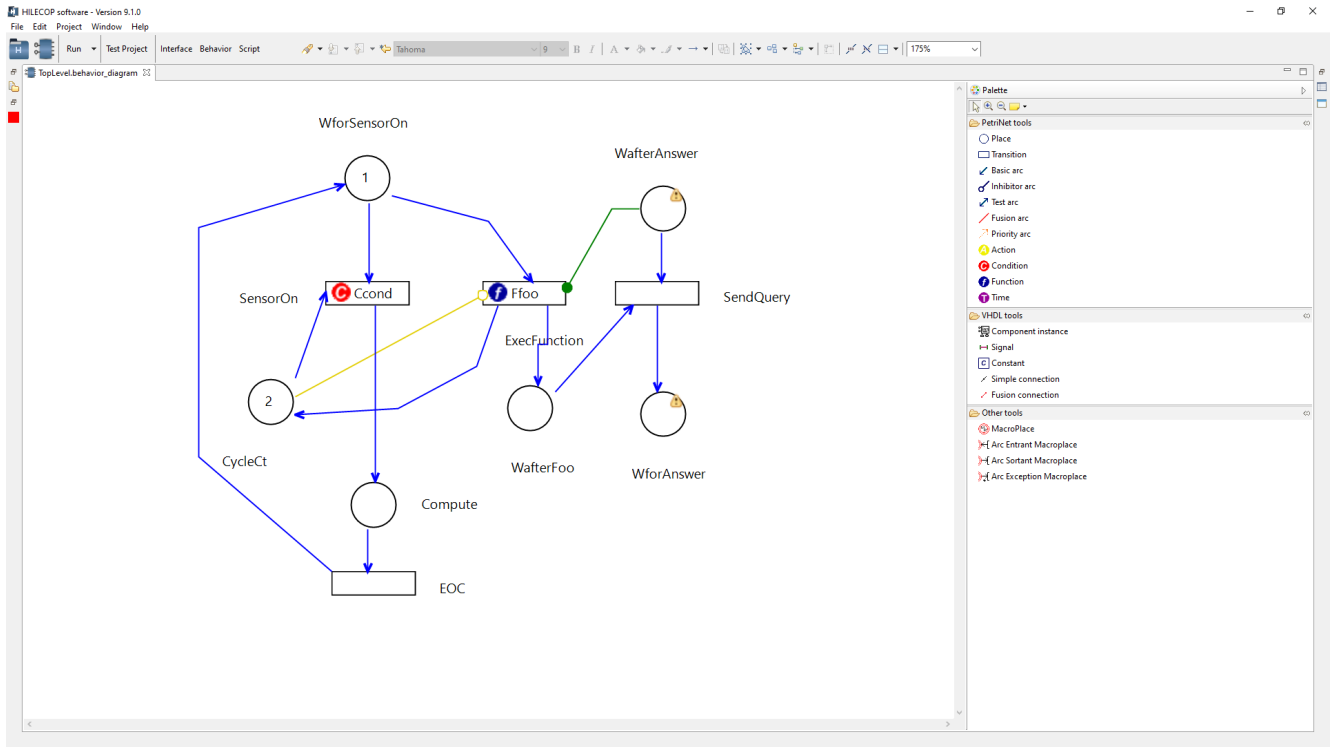 HILECOP software - Version 9.1.0
File Edit Project Window Help
H Run Test Project Interface Behavior Script Tahoma 9 B I A 175%
TopLevel.behavior_diagram
Palette
PetriNet tools
Place
Transition
Basic arc
Inhibitor arc
Test arc
Fusion arc
Priority arc
A Action
C Condition
f Function
T Time
VHDL tools
Component instance
Signal
C Constant
Simple connection
Fusion connection
Other tools
MacroPlace
Arc Entrant Macroplace
Arc Sortant Macroplace
Arc Exception Macroplace
WforSensorOn
1
WafterAnswer
SensorOn
C Ccond
f Ffoo
SendQuery
ExecFunction
2
CycleCt
WafterFoo
WforAnswer
Compute
EOC